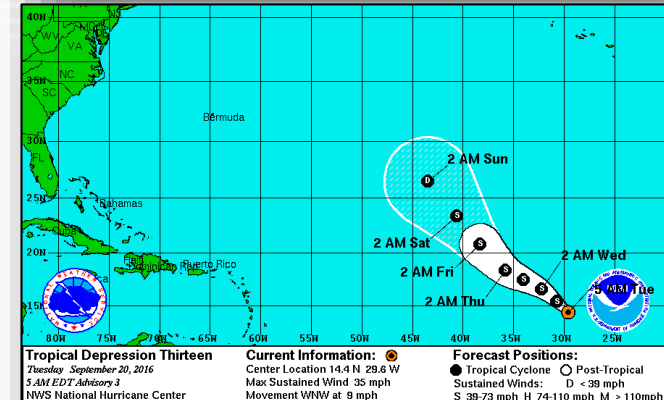 40N
WV
VA
35N
NC
SC
Bermuda
30N
FL
2 AM Sun
25N
Bahamas
Cuba
2 AM Sat
20N
2 AM Wed
Puerto Rico
2 AM Fri
5 AM Tue
2 AM Thu
15N
80W 75W 70W 65W 60W 55W 50W 45W 40W 35W 30W 25W
D
S
S
S
S
S
S
Tropical Depression Thirteen
Tuesday September 20, 2016
5 AM EDT Advisory 3
NWS National Hurricane Center
Current Information:
Center Location 14.4 N 29.6 W
Max Sustained Wind 35 mph
Movement WNW at 9 mph
Forecast Positions:
Tropical Cyclone Post-Tropical
Sustained Winds: D < 39 mph
S 39-73 mph H 74-110 mph M > 110mph